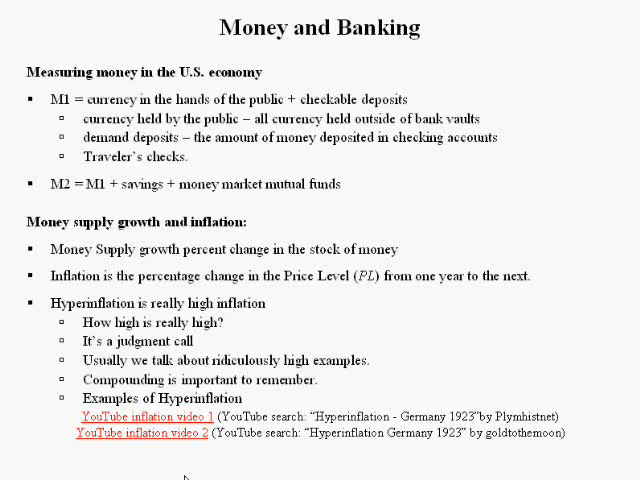 Money and Banking
Measuring money in the U.S. economy
▪ M1 = currency in the hands of the public + checkable deposits
▫ currency held by the public – all currency held outside of bank vaults
▫ demand deposits – the amount of money deposited in checking accounts
▫ Traveler's checks.
▪ M2 = M1 + savings + money market mutual funds
Money supply growth and inflation:
▪ Money Supply growth percent change in the stock of money
▪ Inflation is the percentage change in the Price Level (PL) from one year to the next.
▪ Hyperinflation is really high inflation
▫ How high is really high?
▫ It's a judgment call
▫ Usually we talk about ridiculously high examples.
▫ Compounding is important to remember.
▫ Examples of Hyperinflation
YouTube inflation video 1 (YouTube search: "Hyperinflation - Germany 1923"by Plymhistnet)
YouTube inflation video 2 (YouTube search: "Hyperinflation Germany 1923" by goldtothemoon)